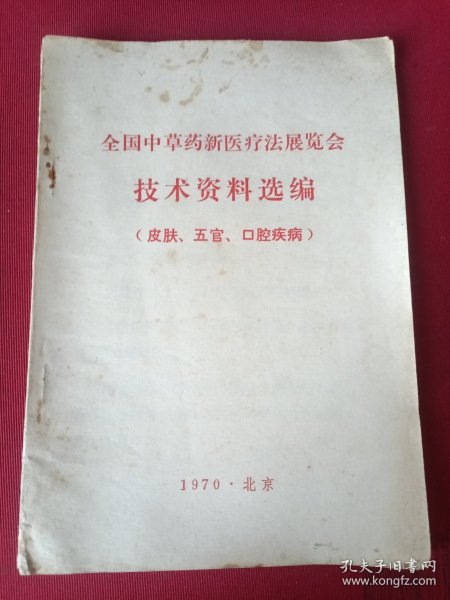 全国中草药新医疗法展览会
技术资料选编
（皮肤、五官、口腔疾病）
1970·北京
孔夫子旧书网
www.kongfz.com